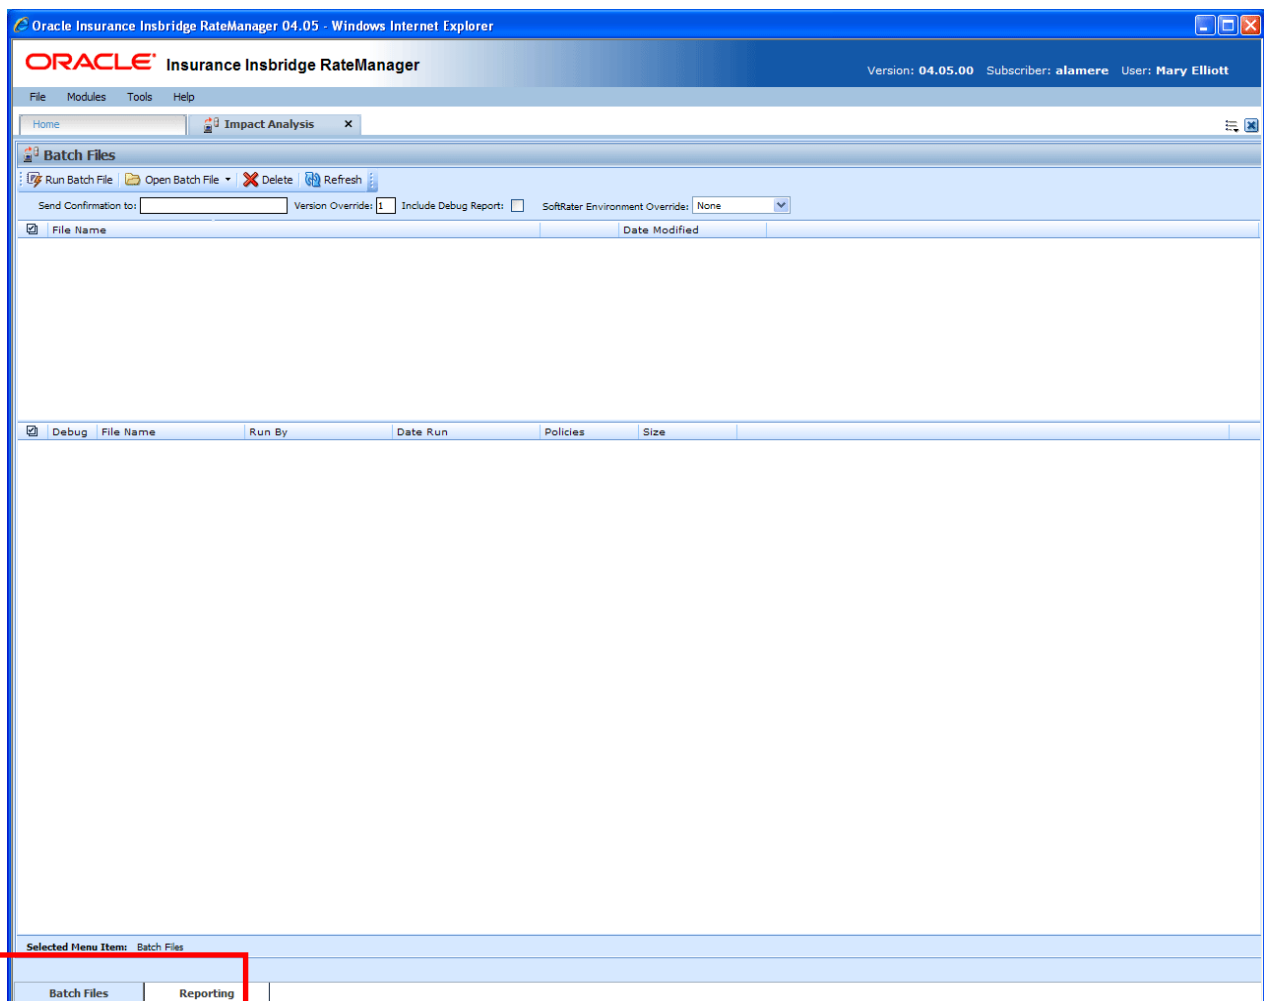 Oracle Insurance Insbridge RateManager 04.05 - Windows Internet Explorer
ORACLE Insurance Insbridge RateManager
Version: 04.05.00 Subscriber: alamere User: Mary Elliott
File Modules Tools Help
Home Impact Analysis x
Batch Files
Run Batch File Open Batch File Delete Refresh
Send Confirmation to: Version Override: 1 Include Debug Report: SoftRater Environment Override: None
File Name Date Modified
Debug File Name Run By Date Run Policies Size
Selected Menu Item: Batch Files
Batch Files Reporting